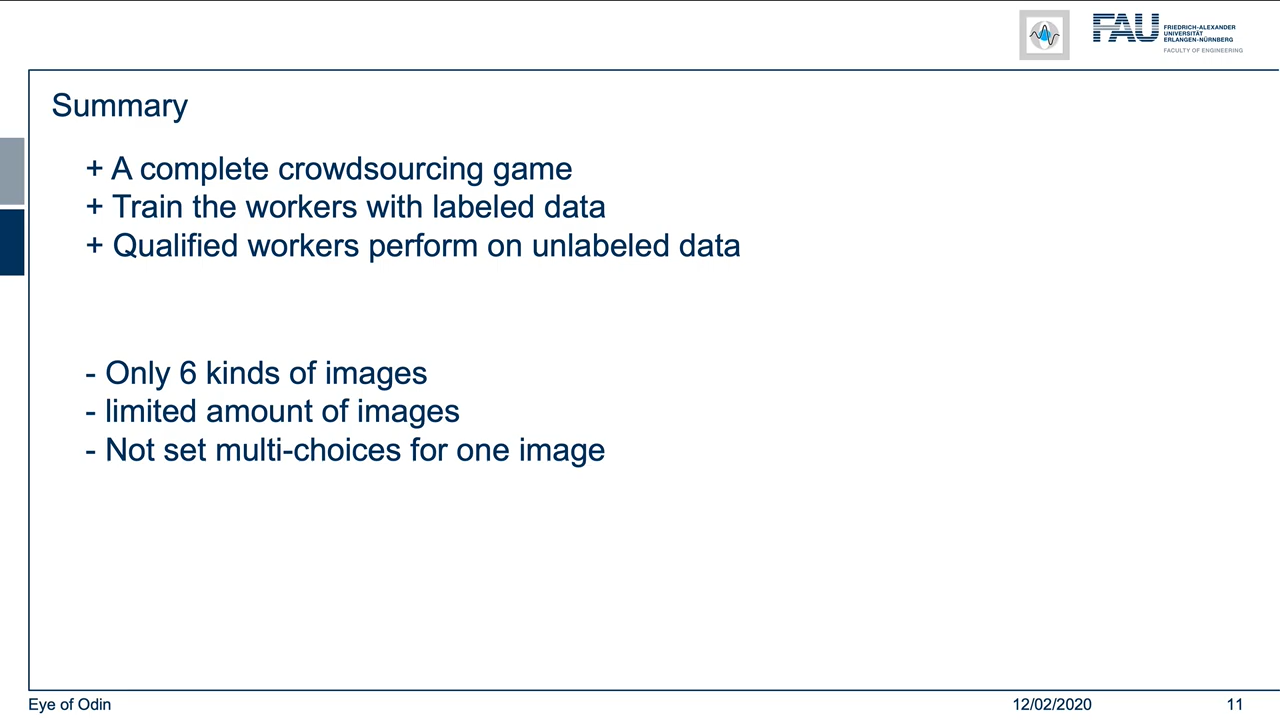 FAU
FRIEDRICH-ALEXANDER
UNIVERSITÄT
ERLANGEN-NÜRNBERG
FACULTY OF ENGINEERING
Summary
+ A complete crowdsourcing game
+ Train the workers with labeled data
+ Qualified workers perform on unlabeled data
- Only 6 kinds of images
- limited amount of images
- Not set multi-choices for one image
Eye of Odin
12/02/2020
11